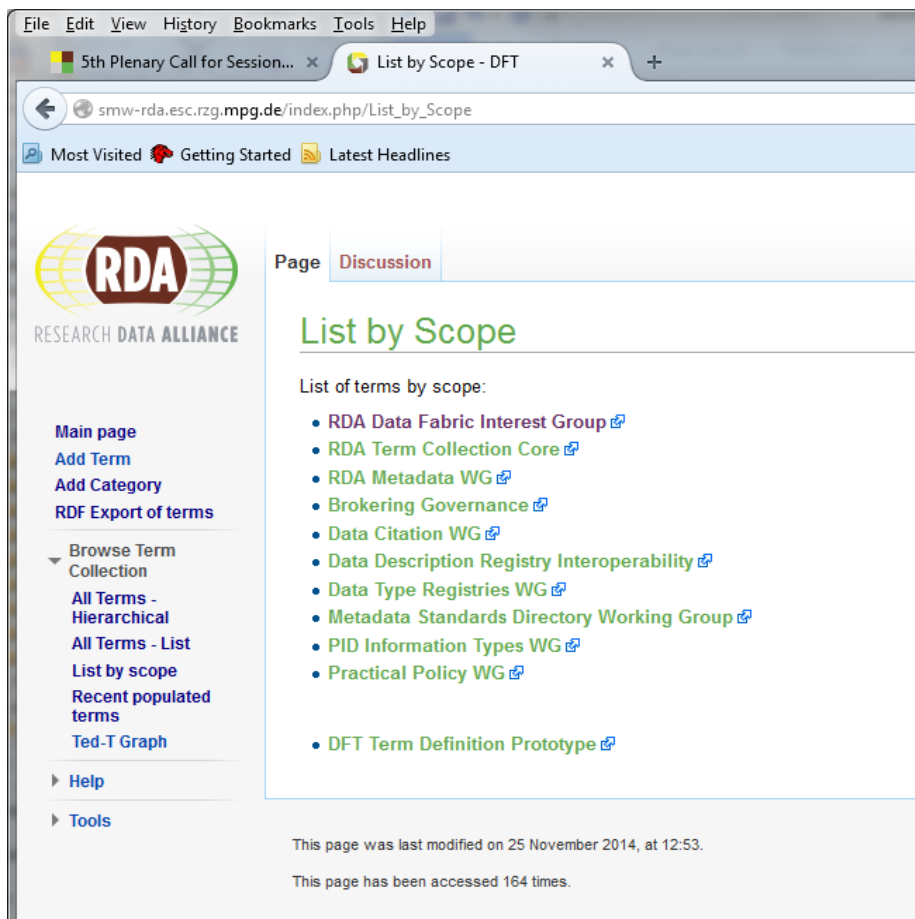 File Edit View History Bookmarks Tools Help
5th Plenary Call for Session... ×
List by Scope - DFT ×
+
smw-rda.esc.rzg.mpg.de/index.php/List_by_Scope
Most Visited Getting Started Latest Headlines
RDA
RESEARCH DATA ALLIANCE
Page Discussion
List by Scope
List of terms by scope:
RDA Data Fabric Interest Group
RDA Term Collection Core
RDA Metadata WG
Brokering Governance
Data Citation WG
Data Description Registry Interoperability
Data Type Registries WG
Metadata Standards Directory Working Group
PID Information Types WG
Practical Policy WG
DFT Term Definition Prototype
Main page
Add Term
Add Category
RDF Export of terms
Browse Term
Collection
All Terms -
Hierarchical
All Terms - List
List by scope
Recent populated
terms
Ted-T Graph
Help
Tools
This page was last modified on 25 November 2014, at 12:53.
This page has been accessed 164 times.